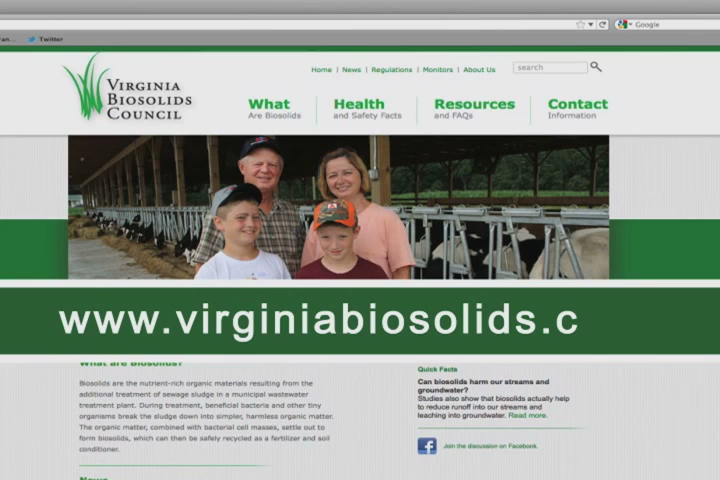 an...
Twitter
Google
Home | News | Regulations | Monitors | About Us
search
VIRGINIA
BIOSOLIDS
COUNCIL
What
Are Biosolids
Health
and Safety Facts
Resources
and FAQs
Contact
Information
www.virginiabiosolids.c
What are Biosolids?
Biosolids are the nutrient-rich organic materials resulting from the
additional treatment of sewage sludge in a municipal wastewater
treatment plant. During treatment, beneficial bacteria and other tiny
organisms break the sludge down into simpler, harmless organic matter.
The organic matter, combined with bacterial cell masses, settle out to
form biosolids, which can then be safely recycled as a fertilizer and soil
conditioner.
News
Quick Facts
Can biosolids harm our streams and
groundwater?
Studies also show that biosolids actually help
to reduce runoff into our streams and
leaching into groundwater. Read more.
Join the discussion on Facebook.